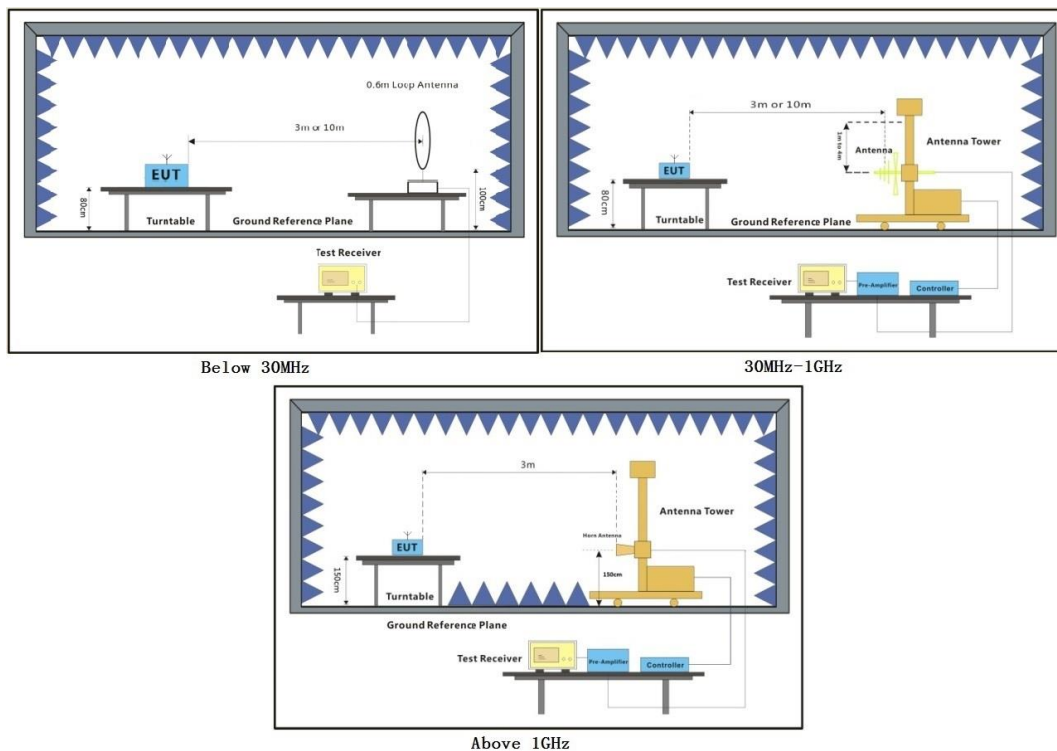 0.6m Loop Antenna
3m or 10m
EUT
80cm
100cm
Turntable
Ground Reference Plane
Test Receiver
Below 30MHz
3m or 10m
1m to 4m
Antenna
Antenna Tower
EUT
80cm
Turntable
Ground Reference Plane
Test Receiver
Pre-Amplifier
Controller
30MHz-1GHz
3m
Antenna Tower
Horn Antenna
EUT
150cm
150cm
Turntable
Ground Reference Plane
Test Receiver
Pre-Amplifier
Controller
Above 1GHz